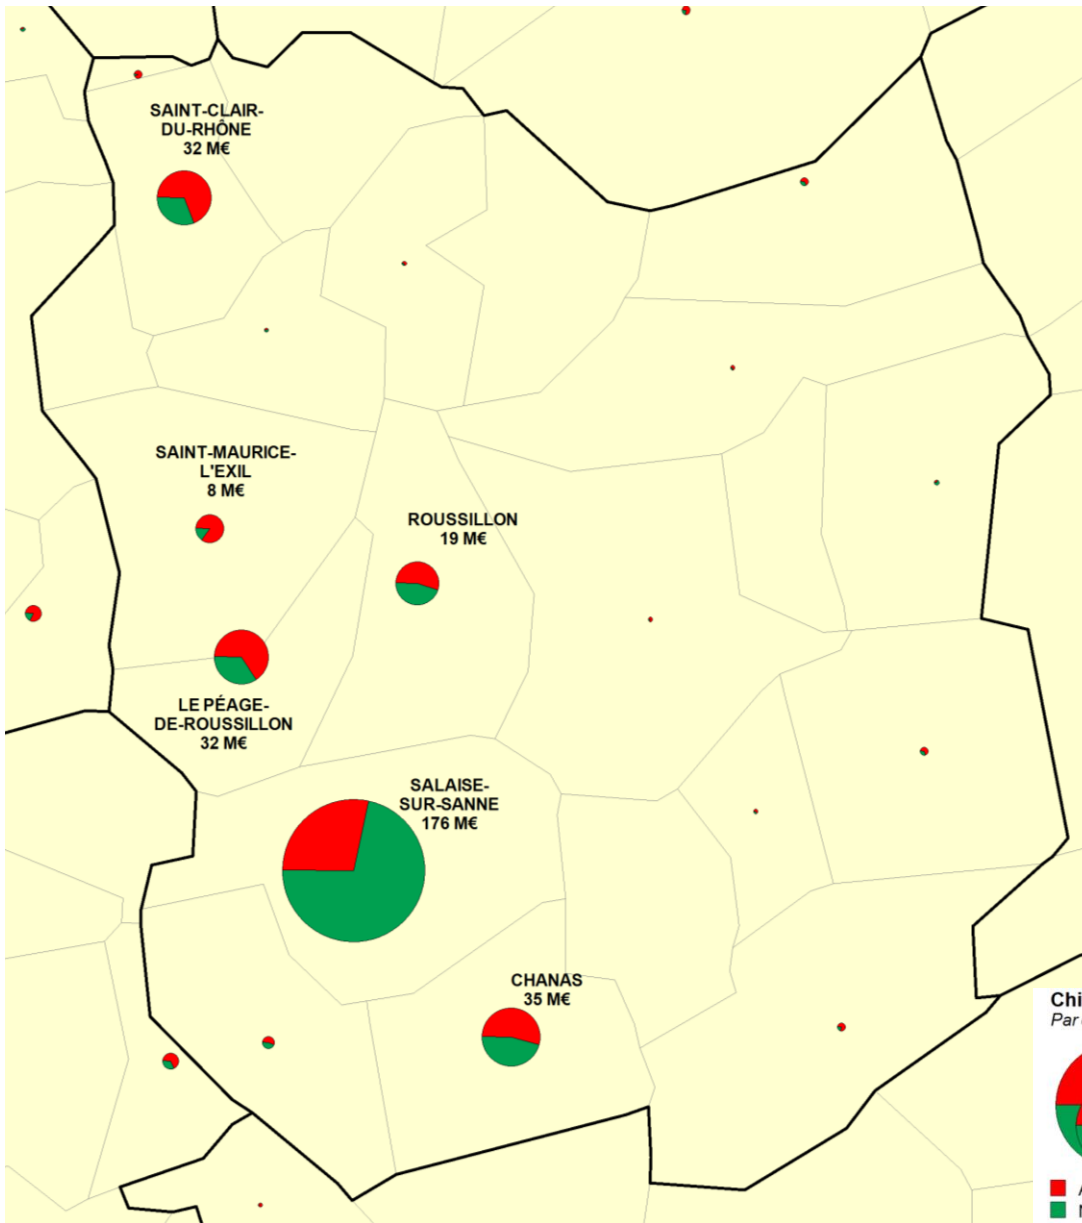 SAINT-CLAIR-
DU-RHÔNE
32 M€
SAINT-MAURICE-
L'EXIL
8 M€
ROUSSILLON
19 M€
LE PÉAGE-
DE-ROUSSILLON
32 M€
SALAISE-
SUR-SANNE
176 M€
CHANAS
35 M€
Chi
Par
A